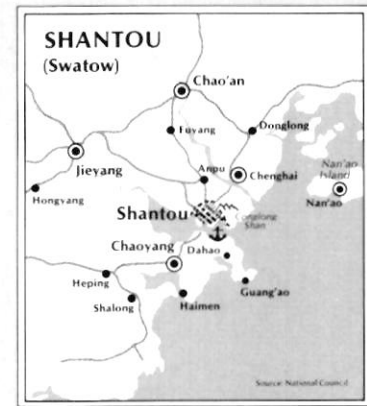 SHANTOU
(Swatow)
Chao'an
Fuyang
Donglong
Jieyang
Anpu
Chenghai
Nan'ao
Island
Hongyang
Nan'ao
Shantou
Shan
Chaoyang
Dahao
Heping
Guang'ao
Shalong
Haimen
Source: National Council